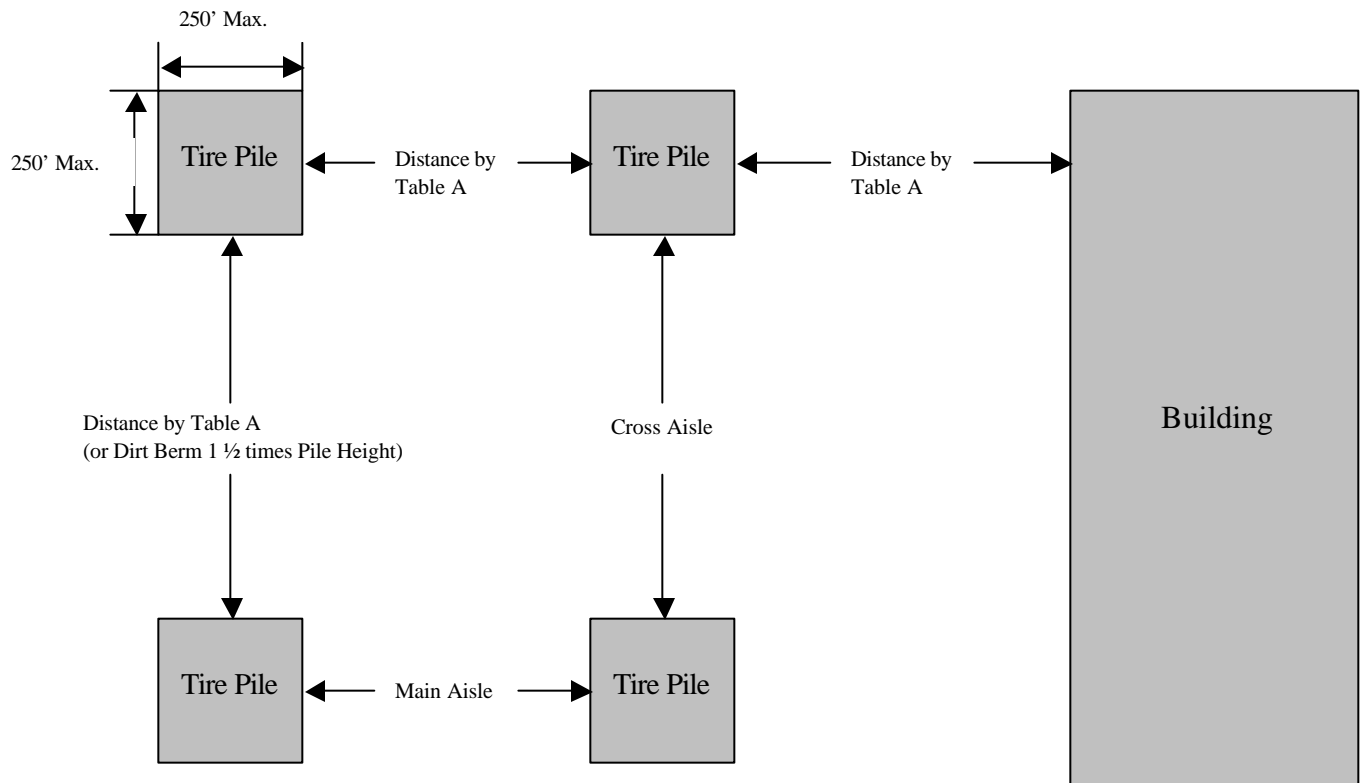 250’ Max.
250’ Max.
Tire Pile
Distance by
Table A
Tire Pile
Distance by
Table A
Distance by Table A
(or Dirt Berm 1 ½ times Pile Height)
Cross Aisle
Building
Tire Pile
Main Aisle
Tire Pile